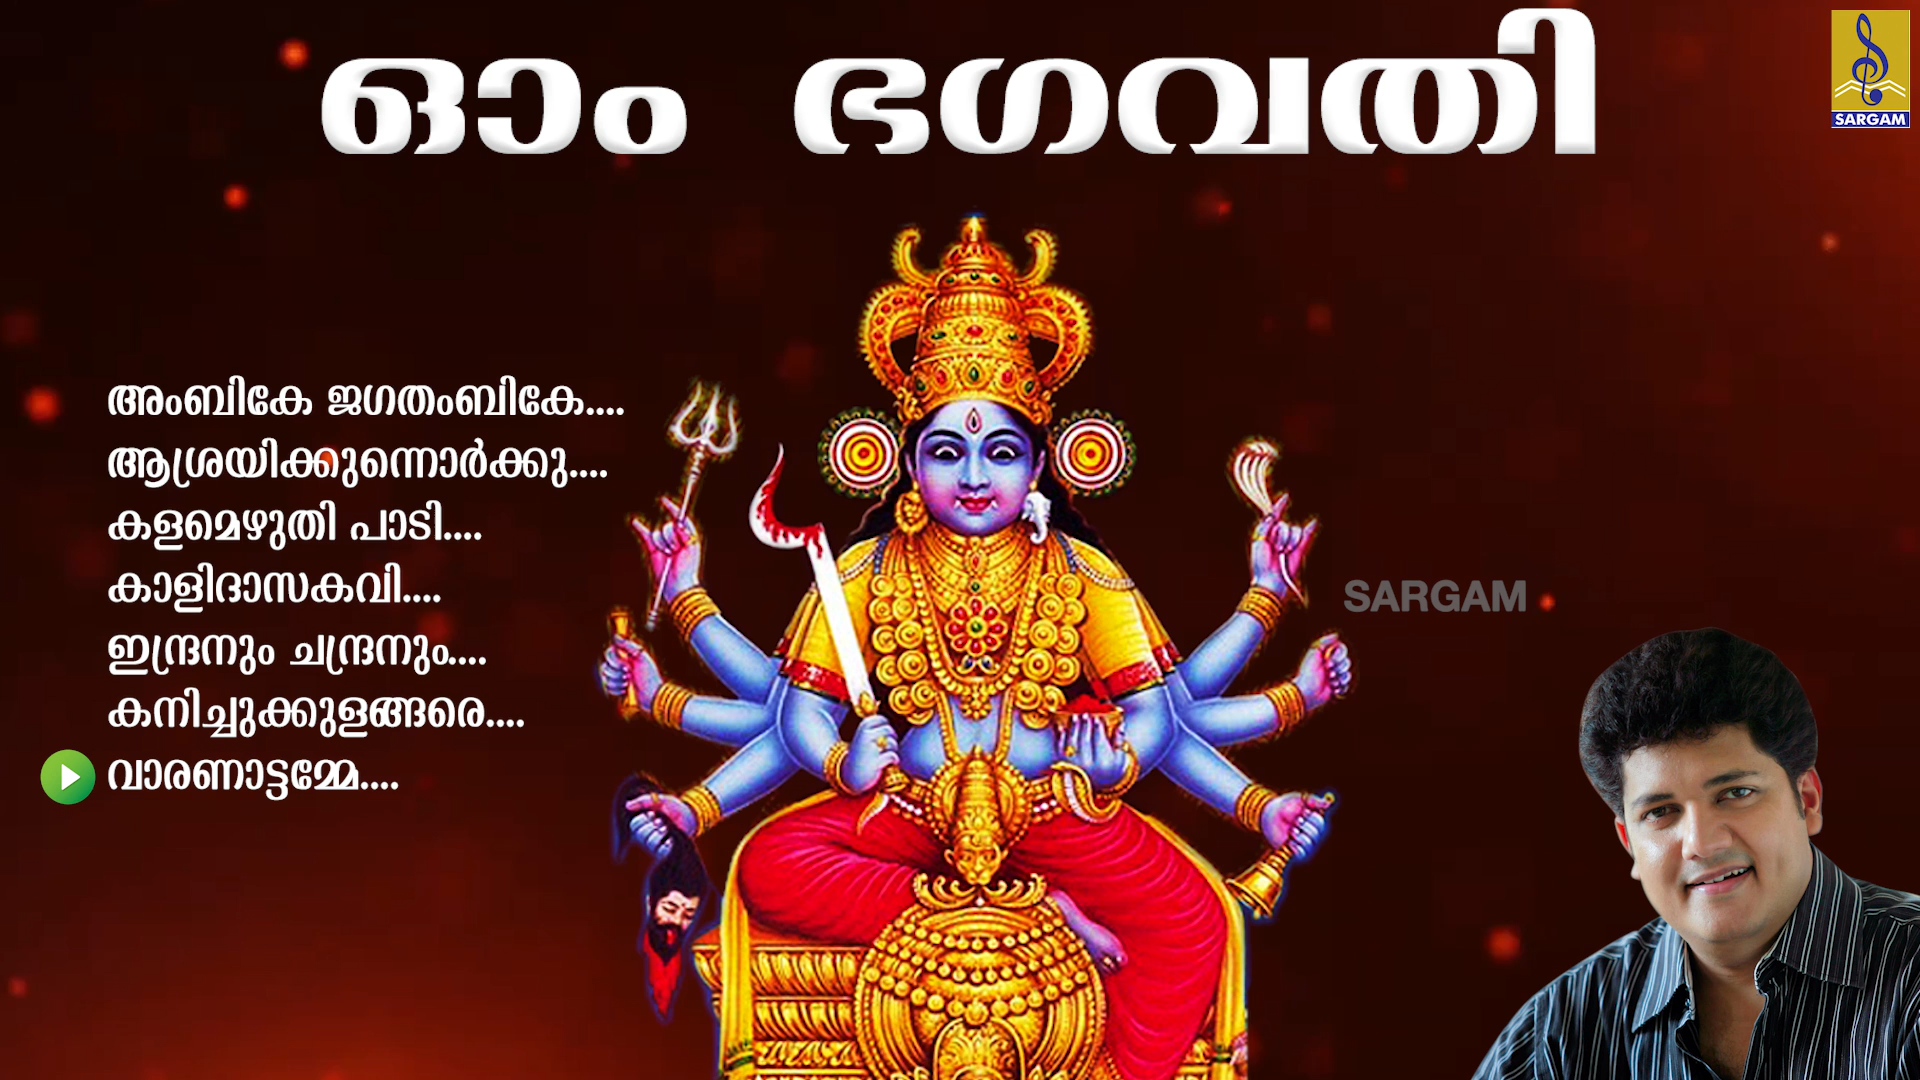 ഓം ഭഗവതി
SARGAM
അംബികേ ജഗതംബികേ....
ആശ്രയിക്കുന്നൊർക്കു....
കളമെഴുതി പാടി....
കാളിദാസകവി....
ഇന്ദ്രനും ചന്ദ്രനും....
കനിച്ചുക്കുളങ്ങരെ....
വാരണാട്ടമ്മേ....
SARGAM